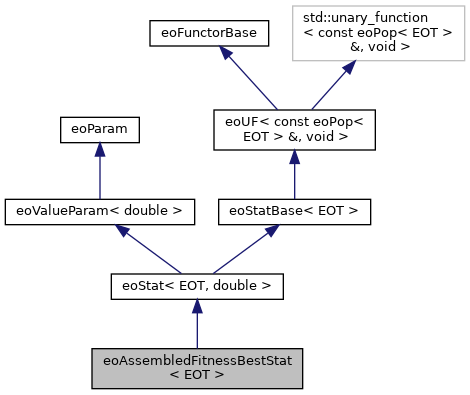 std::unary_function
< const eoPop< EOT >
&, void >
eoFunctorBase
eoUF< const eoPop<
EOT > &, void >
eoParam
eoValueParam< double >
eoStatBase< EOT >
eoStat< EOT, double >
eoAssembledFitnessBestStat
< EOT >